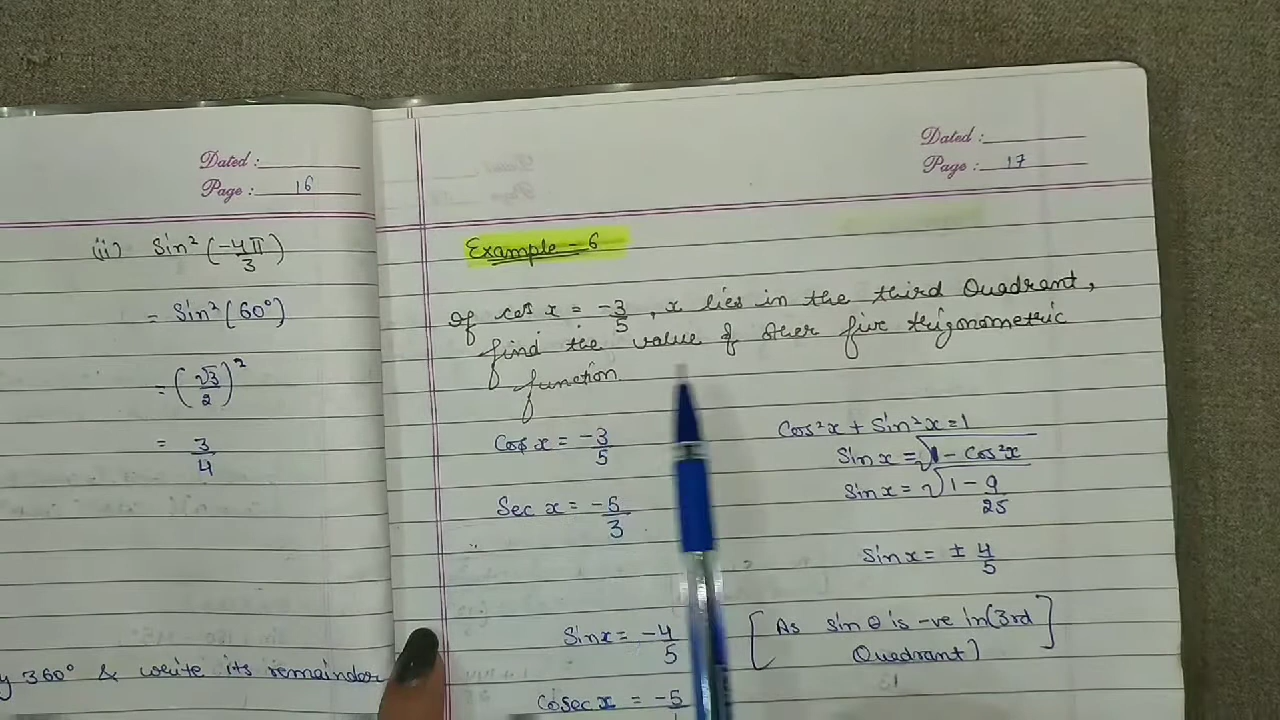 Dated :
Page : 16
(ii) Sin²(-4π/3)
= Sin²(60°)
= (√3/2)²
= 3/4
y 360° & write its remainder
Dated :
Page : 17
Example - 6
If cos x = -3/5 , x lies in the third Quadrant,
find the value of other five trigonometric
function.
Cos x = -3/5
Sec x = -5/3
Cos²x + Sin²x = 1
Sin x = √1 - Cos²x
Sin x = √1 - 9/25
Sin x = ± 4/5
Sin x = -4/5
[As sin θ is -ve in (3rd
Quadrant)]
Cosec x = -5